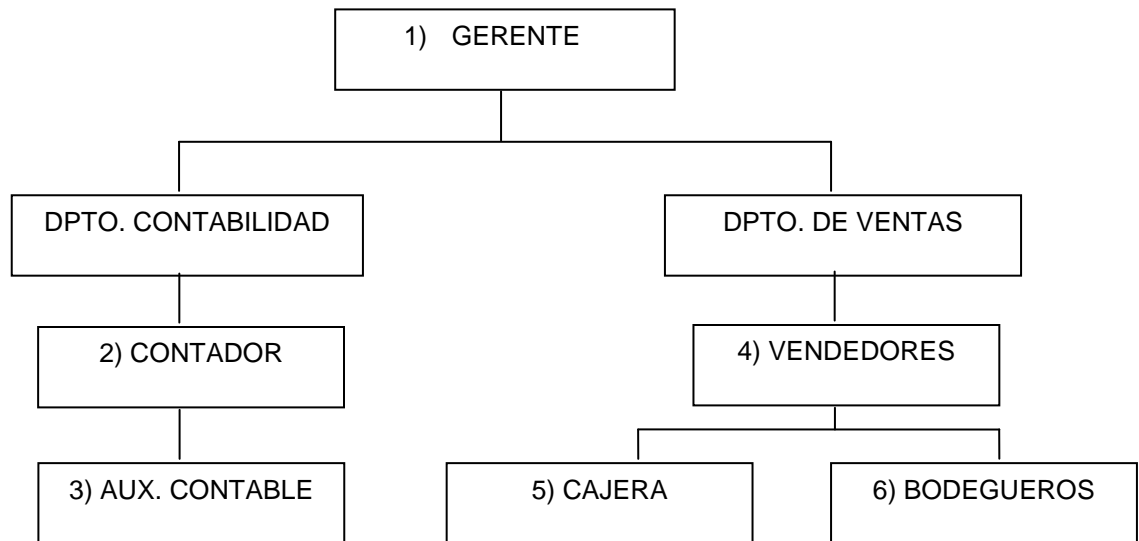 1) GERENTE
DPTO. CONTABILIDAD
DPTO. DE VENTAS
2) CONTADOR
4) VENDEDORES
3) AUX. CONTABLE
5) CAJERA
6) BODEGUEROS